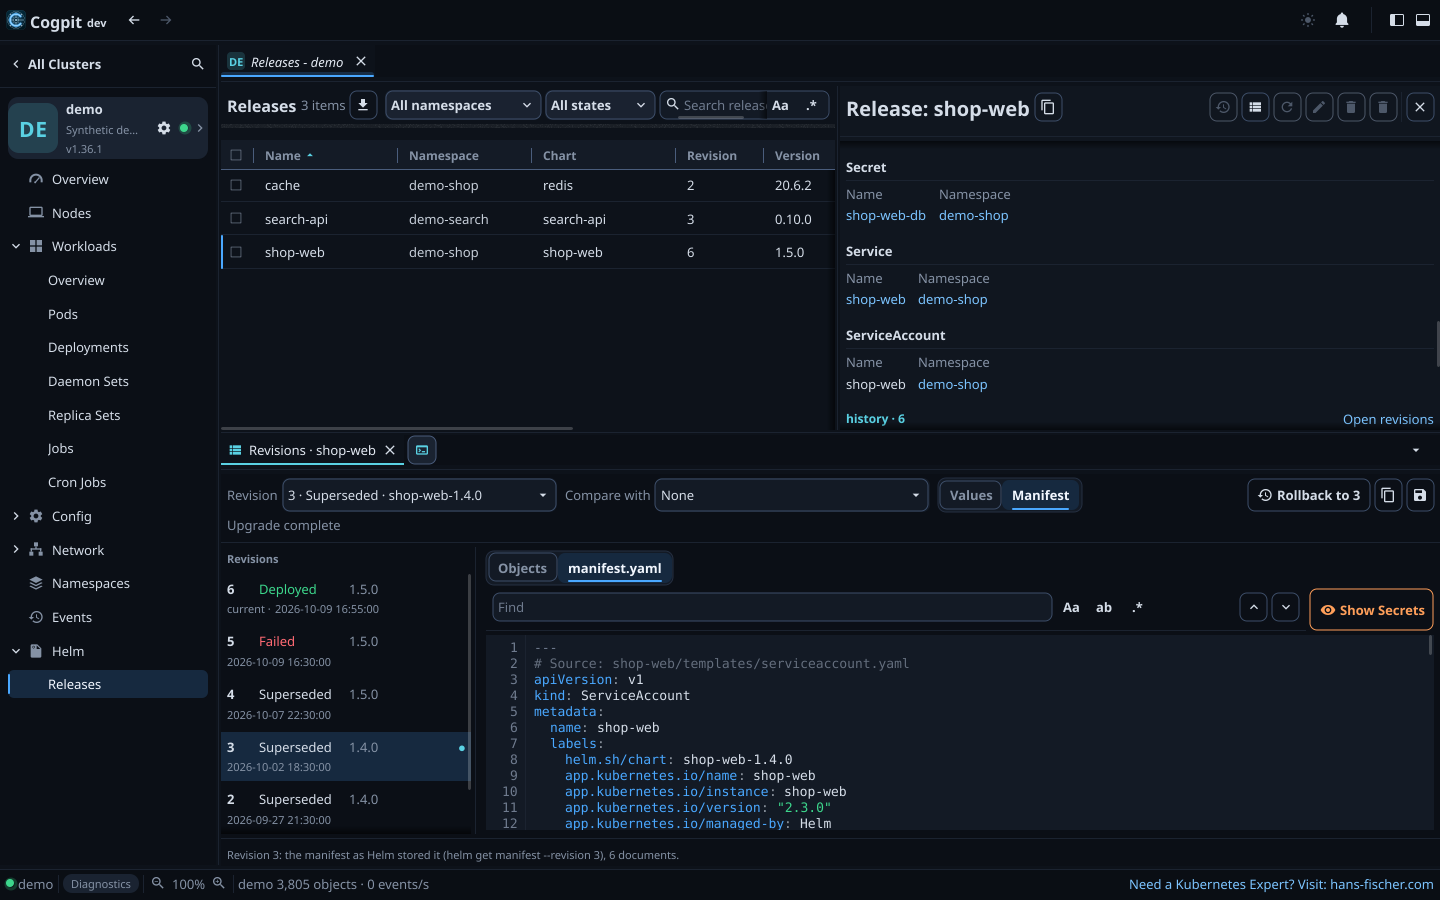 Cogpit dev
All Clusters
DE
demo
Synthetic de...
v1.36.1
Overview
Nodes
Workloads
Overview
Pods
Deployments
Daemon Sets
Replica Sets
Jobs
Cron Jobs
Config
Network
Namespaces
Events
Helm
Releases
DE Releases - demo
Releases 3 items
All namespaces
All states
Search releas
Aa .*
Name Namespace Chart Revision Version
cache demo-shop redis 2 20.6.2
search-api demo-search search-api 3 0.10.0
shop-web demo-shop shop-web 6 1.5.0
Release: shop-web
Secret
Name Namespace
shop-web-db demo-shop
Service
Name Namespace
shop-web demo-shop
ServiceAccount
Name Namespace
shop-web demo-shop
history · 6 Open revisions
Revisions · shop-web
Revision 3 · Superseded · shop-web-1.4.0 Compare with None Values Manifest Rollback to 3
Upgrade complete
Revisions
6 Deployed 1.5.0
current · 2026-10-09 16:55:00
5 Failed 1.5.0
2026-10-09 16:30:00
4 Superseded 1.5.0
2026-10-07 22:30:00
3 Superseded 1.4.0
2026-10-02 18:30:00
2 Superseded 1.4.0
2026-09-27 21:30:00
Objects manifest.yaml
Find Aa ab .* Show Secrets
1 ---
2 # Source: shop-web/templates/serviceaccount.yaml
3 apiVersion: v1
4 kind: ServiceAccount
5 metadata:
6 name: shop-web
7 labels:
8 helm.sh/chart: shop-web-1.4.0
9 app.kubernetes.io/name: shop-web
10 app.kubernetes.io/instance: shop-web
11 app.kubernetes.io/version: "2.3.0"
12 app.kubernetes.io/managed-by: Helm
Revision 3: the manifest as Helm stored it (helm get manifest --revision 3), 6 documents.
demo Diagnostics 100% demo 3,805 objects · 0 events/s
Need a Kubernetes Expert? Visit: hans-fischer.com